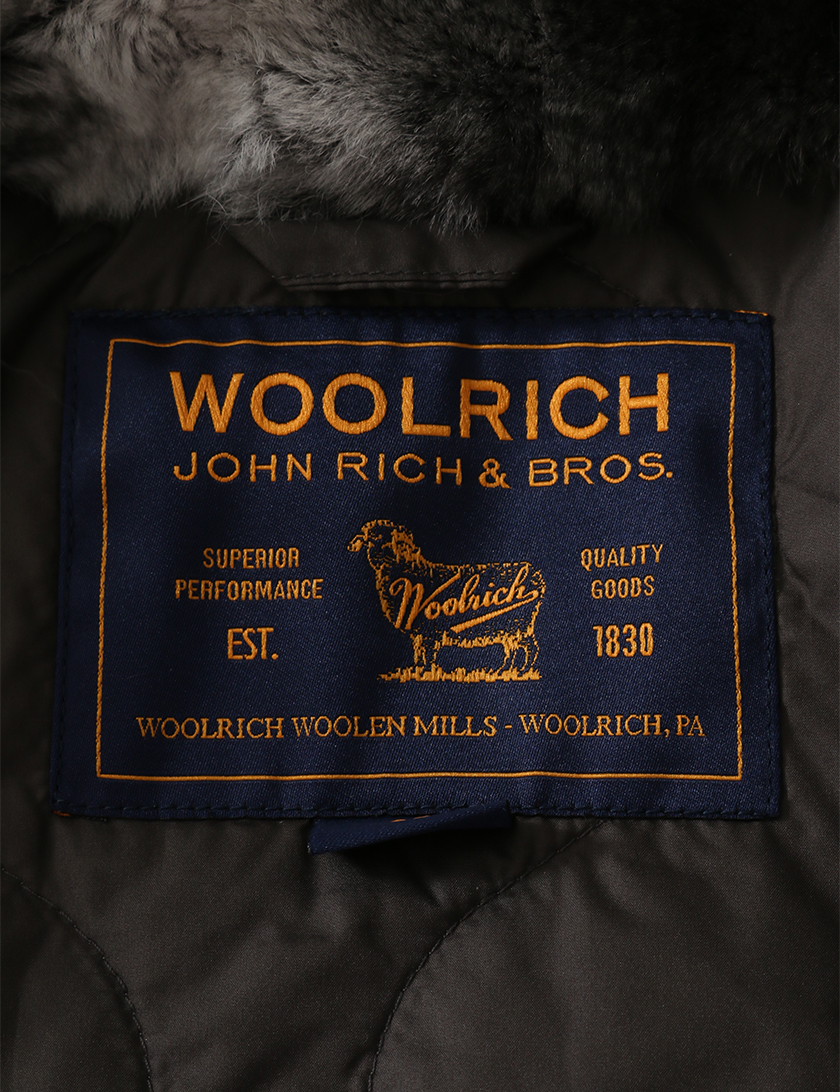 WOOLRICH
JOHN RICH & BROS.
SUPERIOR
PERFORMANCE
EST.
Woolrich
QUALITY
GOODS
1830
WOOLRICH WOOLEN MILLS - WOOLRICH, PA